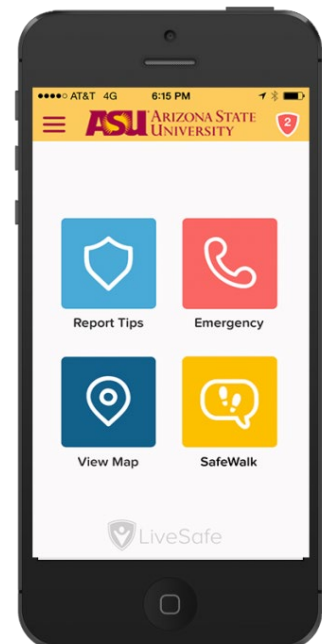 AT&T 4G 6:15 PM
ASU ARIZONA STATE UNIVERSITY
2
Report Tips
Emergency
View Map
SafeWalk
LiveSafe